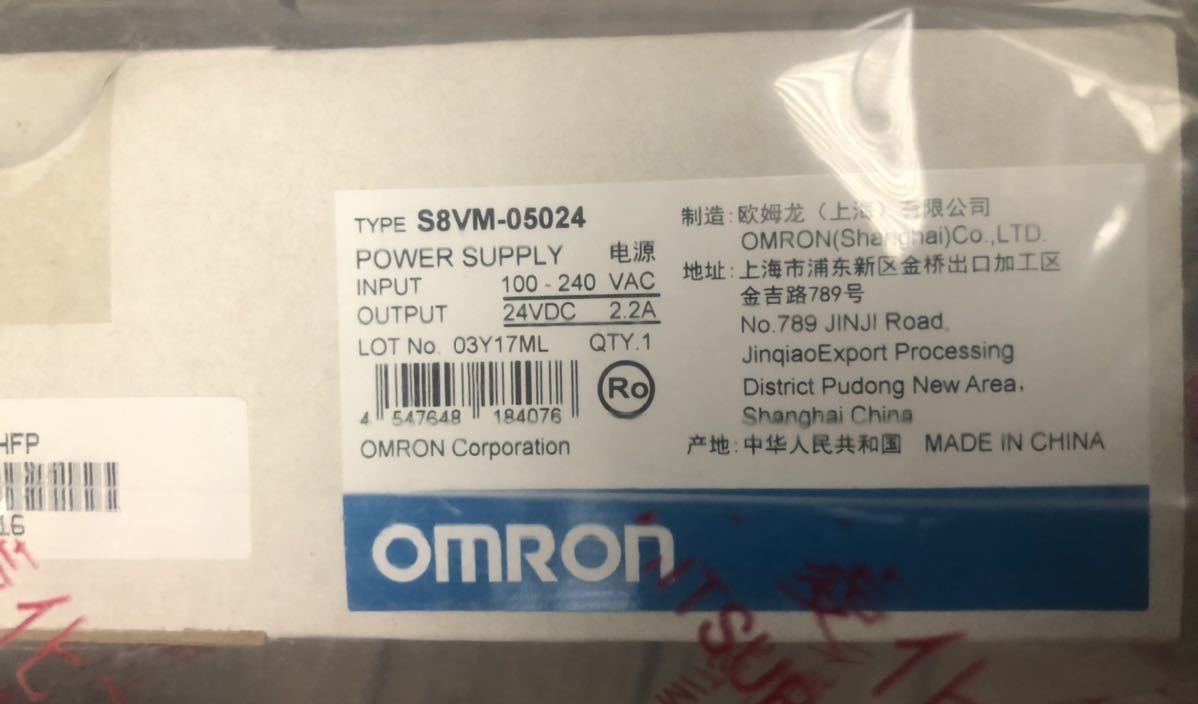 TYPE S8VM-05024
POWER SUPPLY 电源
INPUT 100 - 240 VAC
OUTPUT 24VDC 2.2A
LOT No. 03Y17ML QTY.1
4 547648 184076
Ro
OMRON Corporation
制造：欧姆龙（上海）有限公司
OMRON(Shanghai)Co.,LTD.
地址：上海市浦东新区金桥出口加工区
金吉路789号
No.789 JINJI Road,
JinqiaoExport Processing
District Pudong New Area,
Shanghai China
产地：中华人民共和国 MADE IN CHINA
OMRON
HFP
16